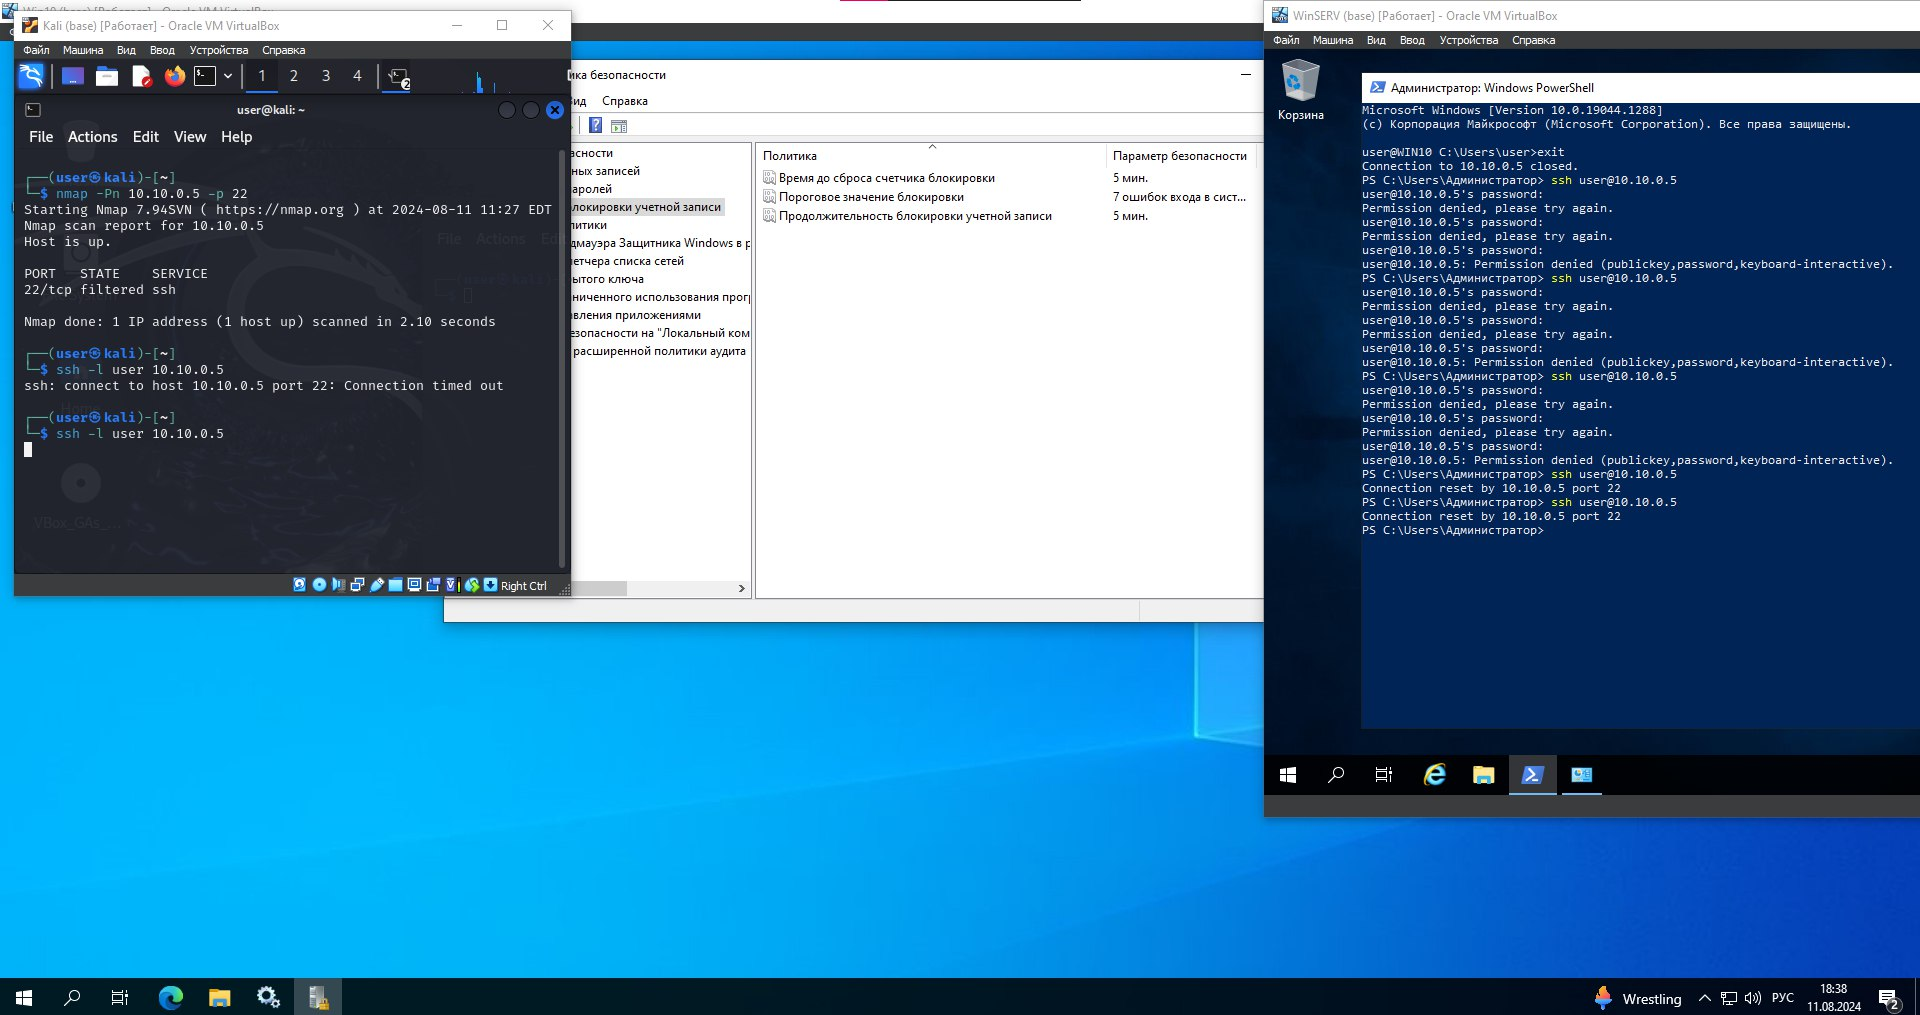 Kali (base) [Работает] - Oracle VM VirtualBox
Файл Машина Вид Ввод Устройства Справка
1 2 3 4
2
user@kali: ~
File Actions Edit View Help
┌──(user㉿kali)-[~]
└─$ nmap -Pn 10.10.0.5 -p 22
Starting Nmap 7.94SVN ( https://nmap.org ) at 2024-08-11 11:27 EDT
Nmap scan report for 10.10.0.5
Host is up.
PORT   STATE    SERVICE
22/tcp filtered ssh
Nmap done: 1 IP address (1 host up) scanned in 2.10 seconds
┌──(user㉿kali)-[~]
└─$ ssh -l user 10.10.0.5
ssh: connect to host 10.10.0.5 port 22: Connection timed out
┌──(user㉿kali)-[~]
└─$ ssh -l user 10.10.0.5
VBox_GAs_...
Right Ctrl
ика безопасности
ид Справка
асности
ных записей
аролей
локировки учетной записи
литики
дмауэра Защитника Windows в р
етчера списка сетей
ытого ключа
ниченного использования прог
вления приложениями
езопасности на "Локальный ком
расширенной политики аудита
Политика Параметр безопасности
Время до сброса счетчика блокировки 5 мин.
Пороговое значение блокировки 7 ошибок входа в сист...
Продолжительность блокировки учетной записи 5 мин.
WinSERV (base) [Работает] - Oracle VM VirtualBox
Файл Машина Вид Ввод Устройства Справка
Корзина
Администратор: Windows PowerShell
Microsoft Windows [Version 10.0.19044.1288]
(c) Корпорация Майкрософт (Microsoft Corporation). Все права защищены.
user@WIN10 C:\Users\user>exit
Connection to 10.10.0.5 closed.
PS C:\Users\Администратор> ssh user@10.10.0.5
user@10.10.0.5's password:
Permission denied, please try again.
user@10.10.0.5's password:
Permission denied, please try again.
user@10.10.0.5's password:
user@10.10.0.5: Permission denied (publickey,password,keyboard-interactive).
PS C:\Users\Администратор> ssh user@10.10.0.5
user@10.10.0.5's password:
Permission denied, please try again.
user@10.10.0.5's password:
Permission denied, please try again.
user@10.10.0.5's password:
user@10.10.0.5: Permission denied (publickey,password,keyboard-interactive).
PS C:\Users\Администратор> ssh user@10.10.0.5
user@10.10.0.5's password:
Permission denied, please try again.
user@10.10.0.5's password:
Permission denied, please try again.
user@10.10.0.5's password:
user@10.10.0.5: Permission denied (publickey,password,keyboard-interactive).
PS C:\Users\Администратор> ssh user@10.10.0.5
Connection reset by 10.10.0.5 port 22
PS C:\Users\Администратор> ssh user@10.10.0.5
Connection reset by 10.10.0.5 port 22
PS C:\Users\Администратор>
Wrestling
РУС
18:38
11.08.2024
2